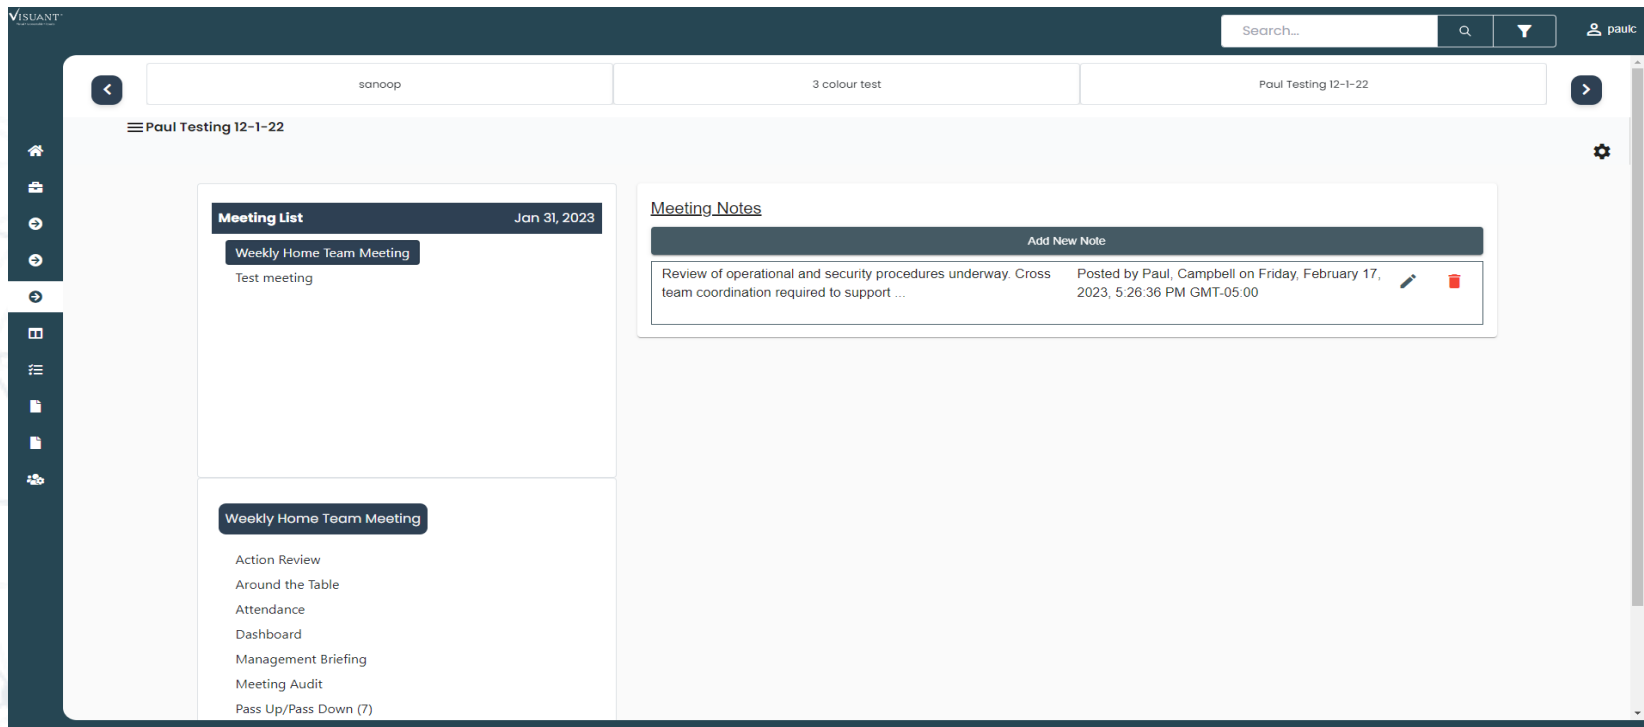 VISUANT
Search...
paulc
sanoop
3 colour test
Paul Testing 12-1-22
Paul Testing 12-1-22
Meeting List
Jan 31, 2023
Weekly Home Team Meeting
Test meeting
Meeting Notes
Add New Note
Review of operational and security procedures underway. Cross
team coordination required to support ...
Posted by Paul, Campbell on Friday, February 17,
2023, 5:26:36 PM GMT-05:00
Weekly Home Team Meeting
Action Review
Around the Table
Attendance
Dashboard
Management Briefing
Meeting Audit
Pass Up/Pass Down (7)